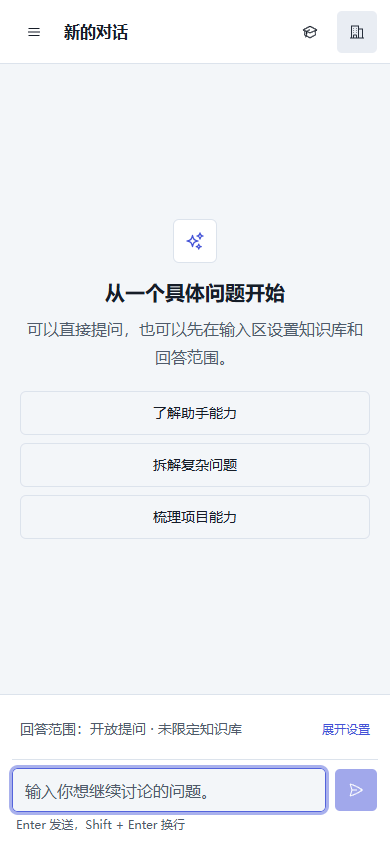 新的对话
从一个具体问题开始
可以直接提问，也可以先在输入区设置知识库和
回答范围。
了解助手能力
拆解复杂问题
梳理项目能力
回答范围：开放提问 · 未限定知识库
展开设置
输入你想继续讨论的问题。
Enter 发送，Shift + Enter 换行